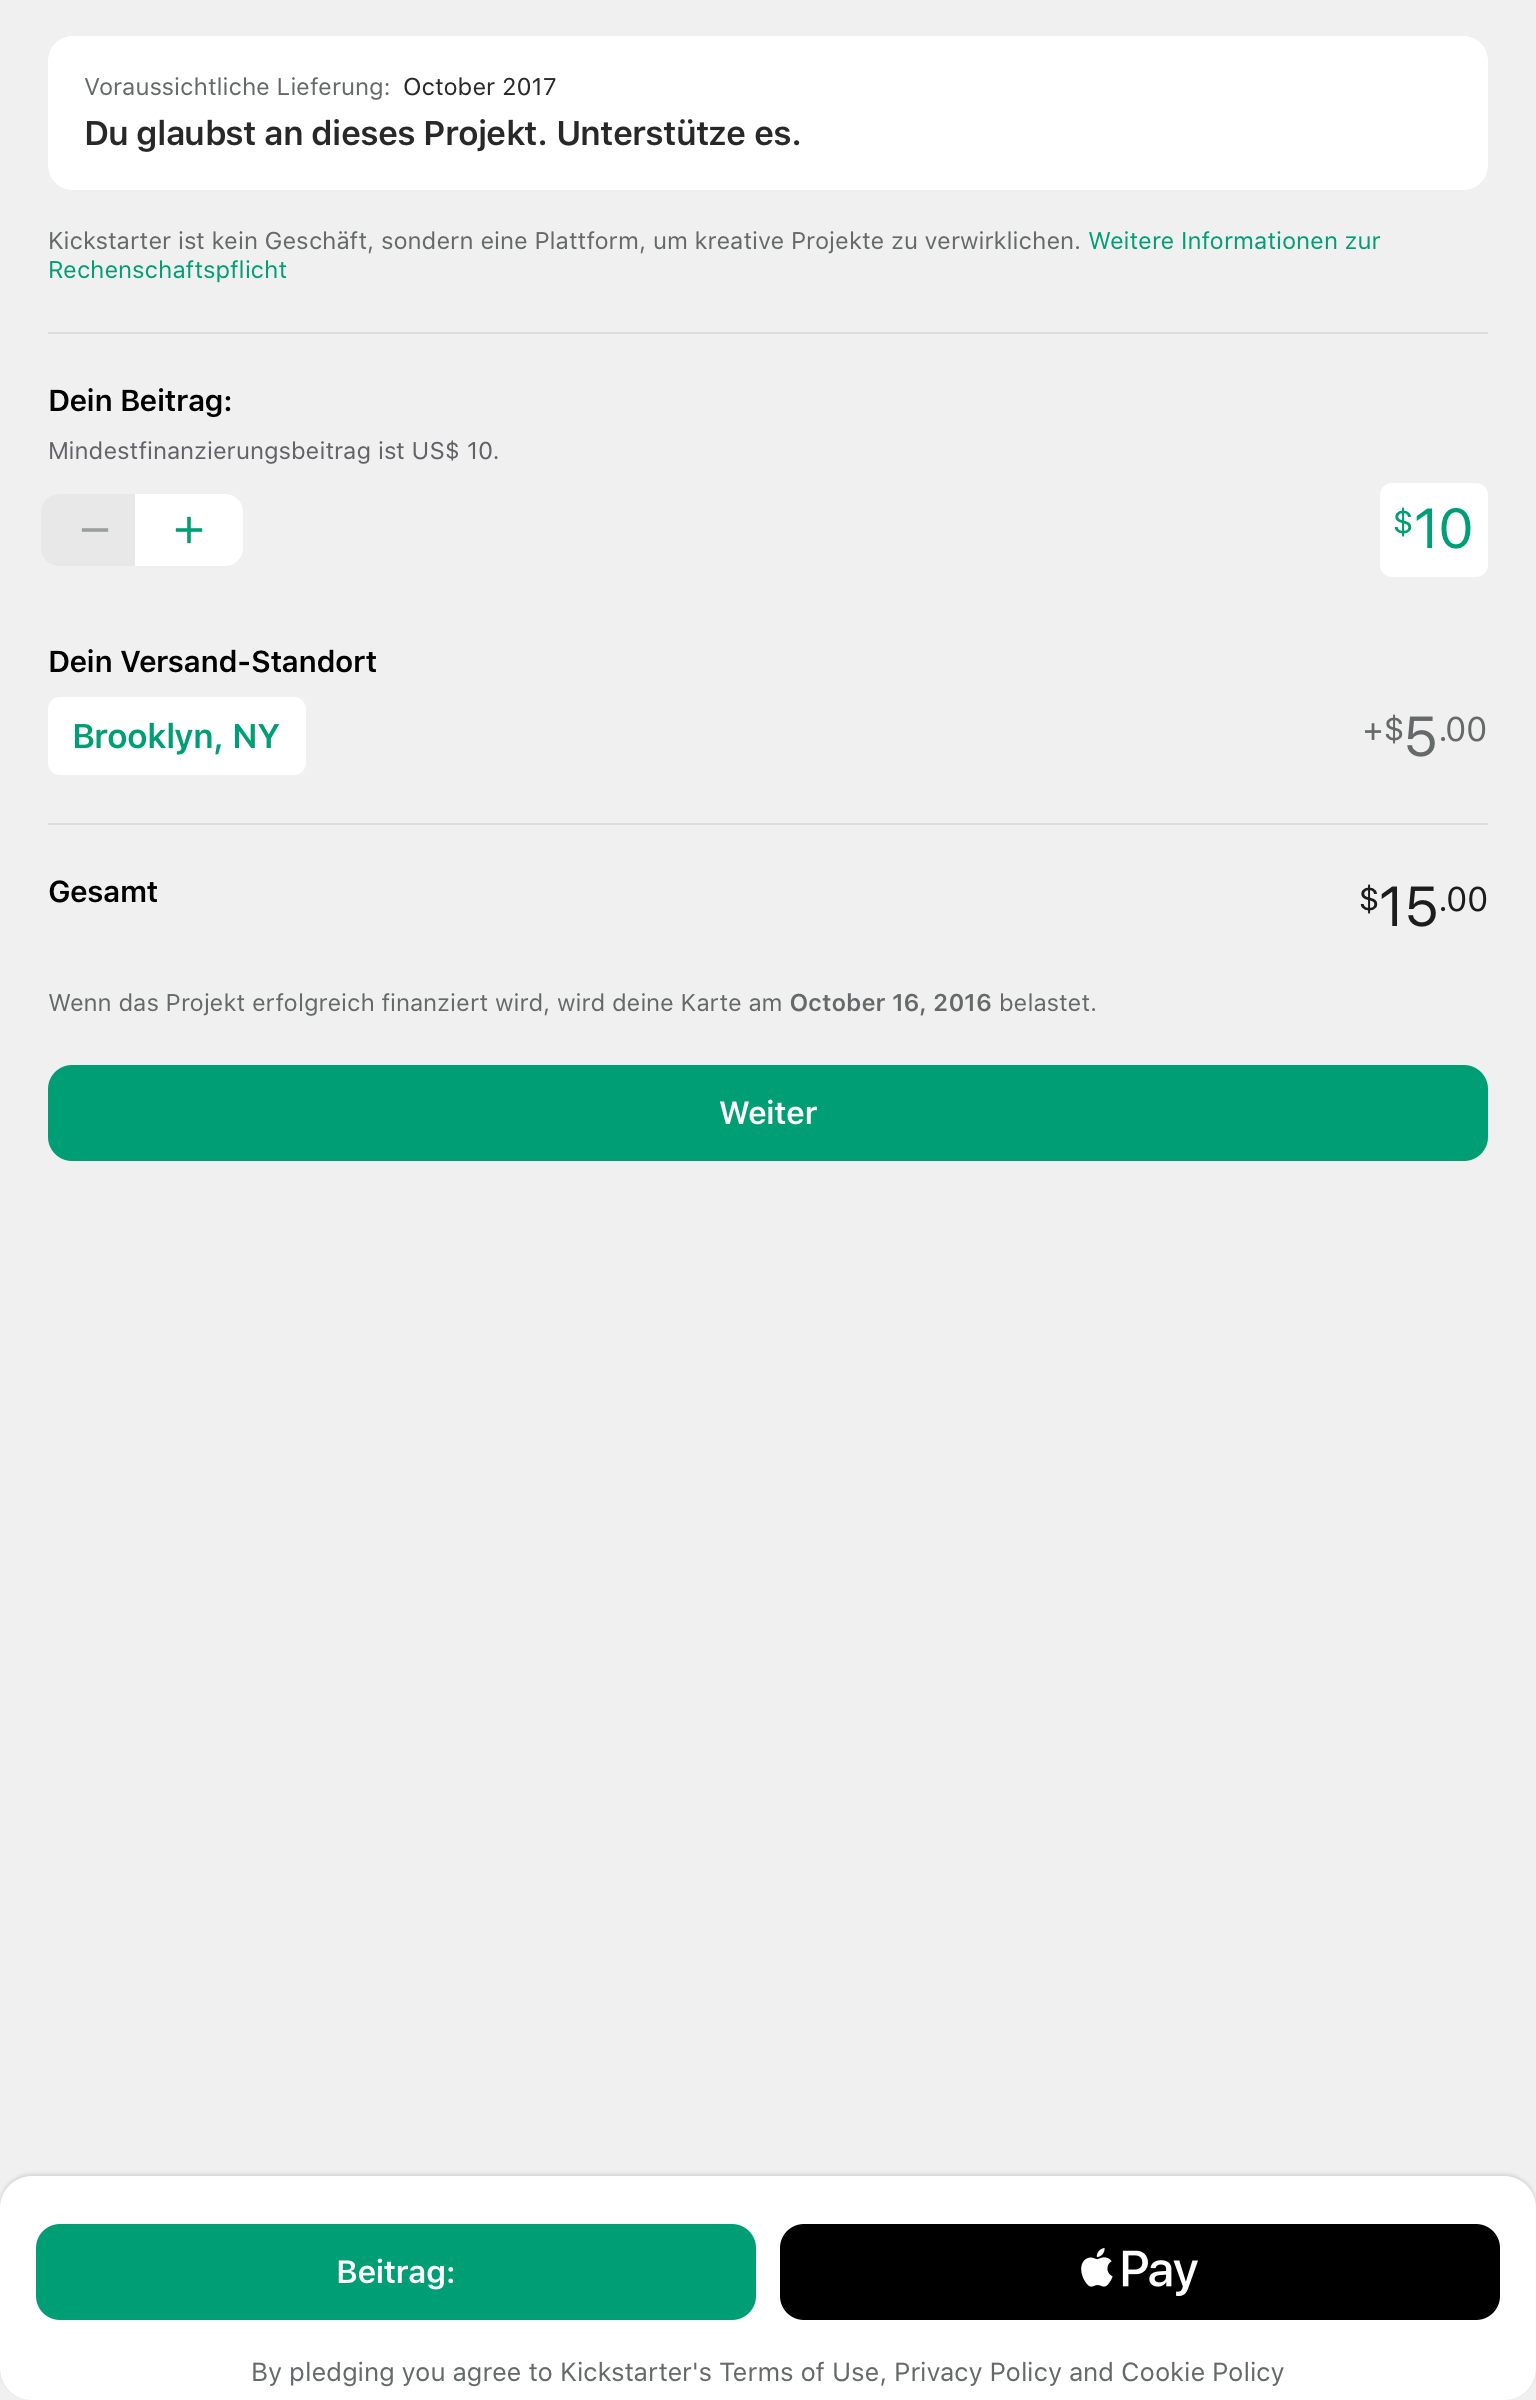 Voraussichtliche Lieferung: October 2017
Du glaubst an dieses Projekt. Unterstütze es.
Kickstarter ist kein Geschäft, sondern eine Plattform, um kreative Projekte zu verwirklichen. Weitere Informationen zur
Rechenschaftspflicht
Dein Beitrag:
Mindestfinanzierungsbeitrag ist US$ 10.
$10
Dein Versand-Standort
Brooklyn, NY
+$5.00
Gesamt
$15.00
Wenn das Projekt erfolgreich finanziert wird, wird deine Karte am October 16, 2016 belastet.
Weiter
Beitrag:
Pay
By pledging you agree to Kickstarter's Terms of Use, Privacy Policy and Cookie Policy